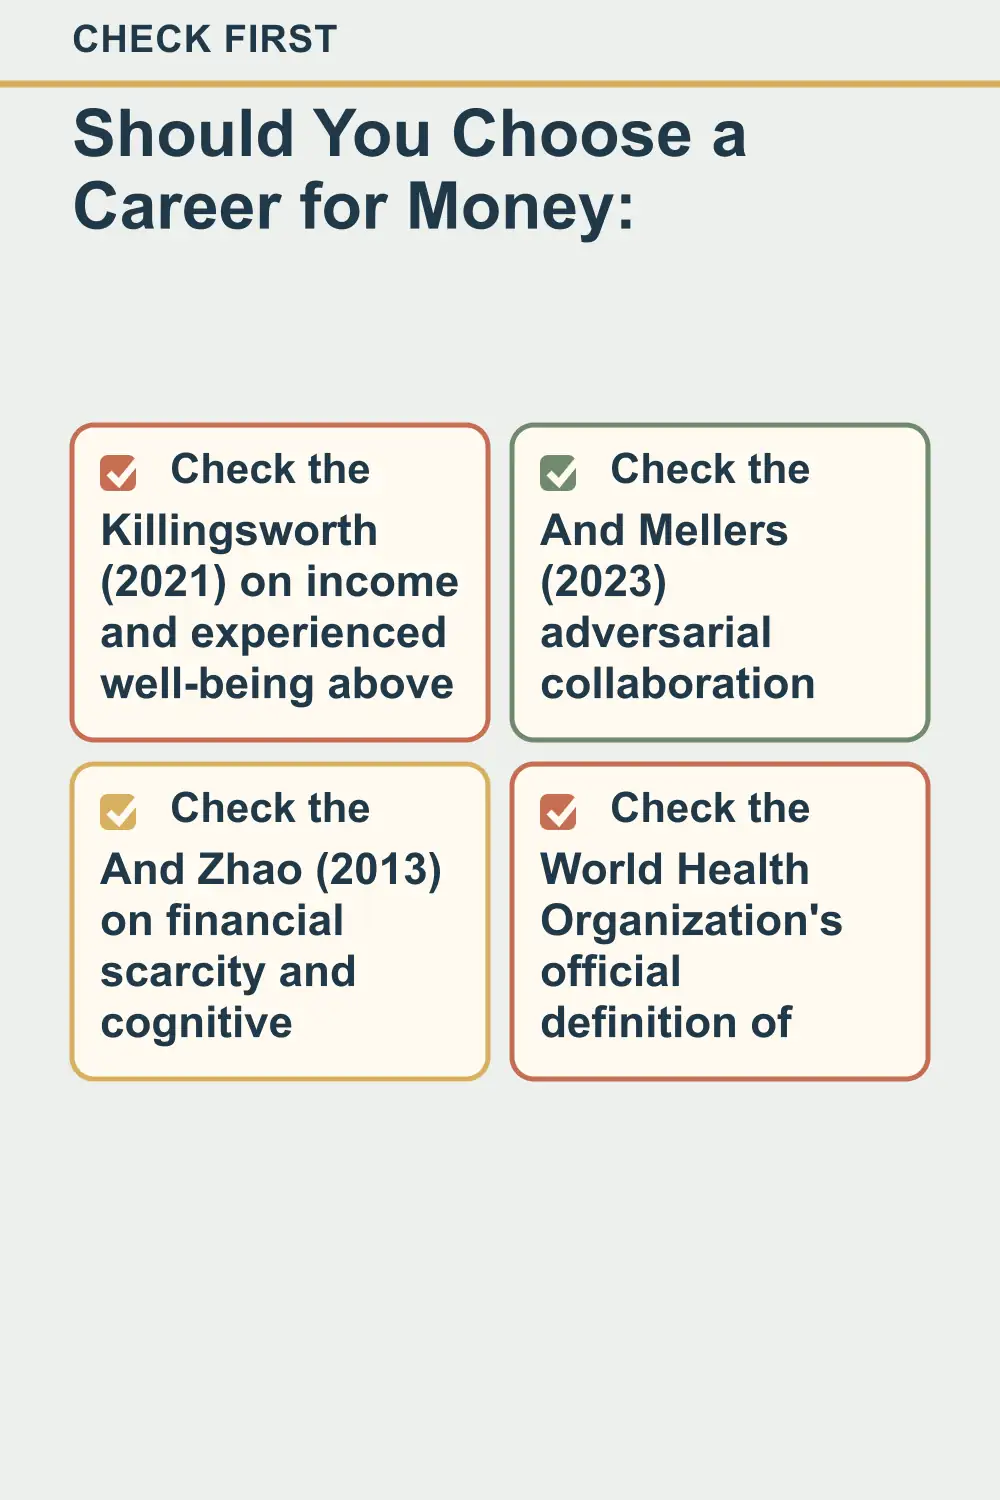 CHECK FIRST
Should You Choose a
Career for Money:
Check the
Killingsworth
(2021) on income
and experienced
well-being above
Check the
And Mellers
(2023)
adversarial
collaboration
Check the
And Zhao (2013)
on financial
scarcity and
cognitive
Check the
World Health
Organization's
official
definition of